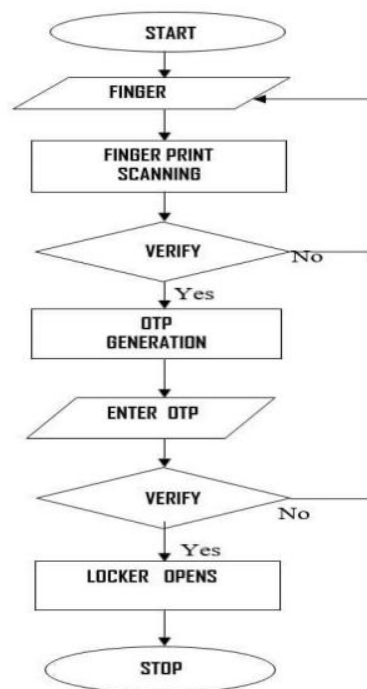 START
FINGER
FINGER PRINT
SCANNING
VERIFY
No
Yes
OTP
GENERATION
ENTER OTP
VERIFY
No
Yes
LOCKER OPENS
STOP